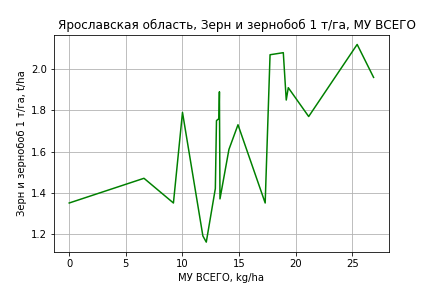 Ярославская область, Зерн и зернобоб 1 т/га, МУ ВСЕГО
Зерн и зернобоб 1 т/га, t/ha
2.0
1.8
1.6
1.4
1.2
0 5 10 15 20 25
МУ ВСЕГО, kg/ha